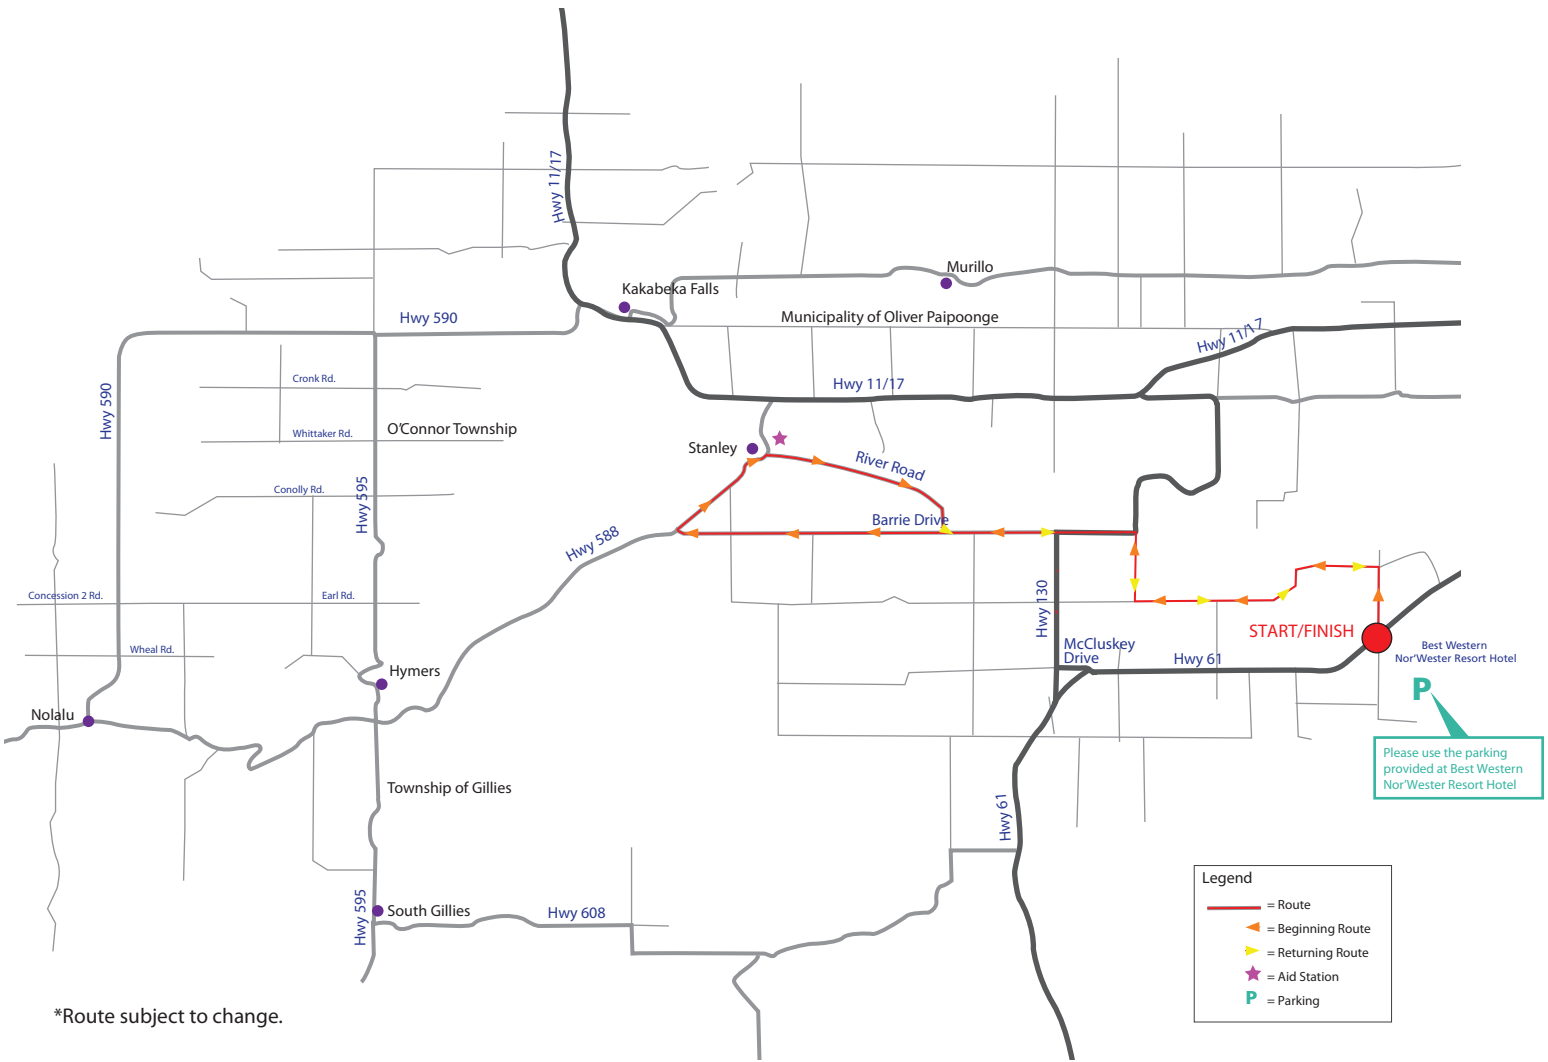 Hwy 11/17
Murillo
Kakabeka Falls
Hwy 590
Municipality of Oliver Paipoonge
Hwy 11/17
Hwy 11/17
Cronk Rd.
Hwy 590
O'Connor Township
Whittaker Rd.
Stanley
River Road
Conolly Rd.
Hwy 595
Barrie Drive
Hwy 588
Concession 2 Rd.
Earl Rd.
Hwy 130
START/FINISH
Wheal Rd.
McCluskey
Drive
Hwy 61
Best Western
Nor'Wester Resort Hotel
Hymers
P
Nolalu
Please use the parking
provided at Best Western
Nor'Wester Resort Hotel
Township of Gillies
Hwy 61
Hwy 595
South Gillies
Hwy 608
Legend
= Route
= Beginning Route
= Returning Route
= Aid Station
P = Parking
*Route subject to change.